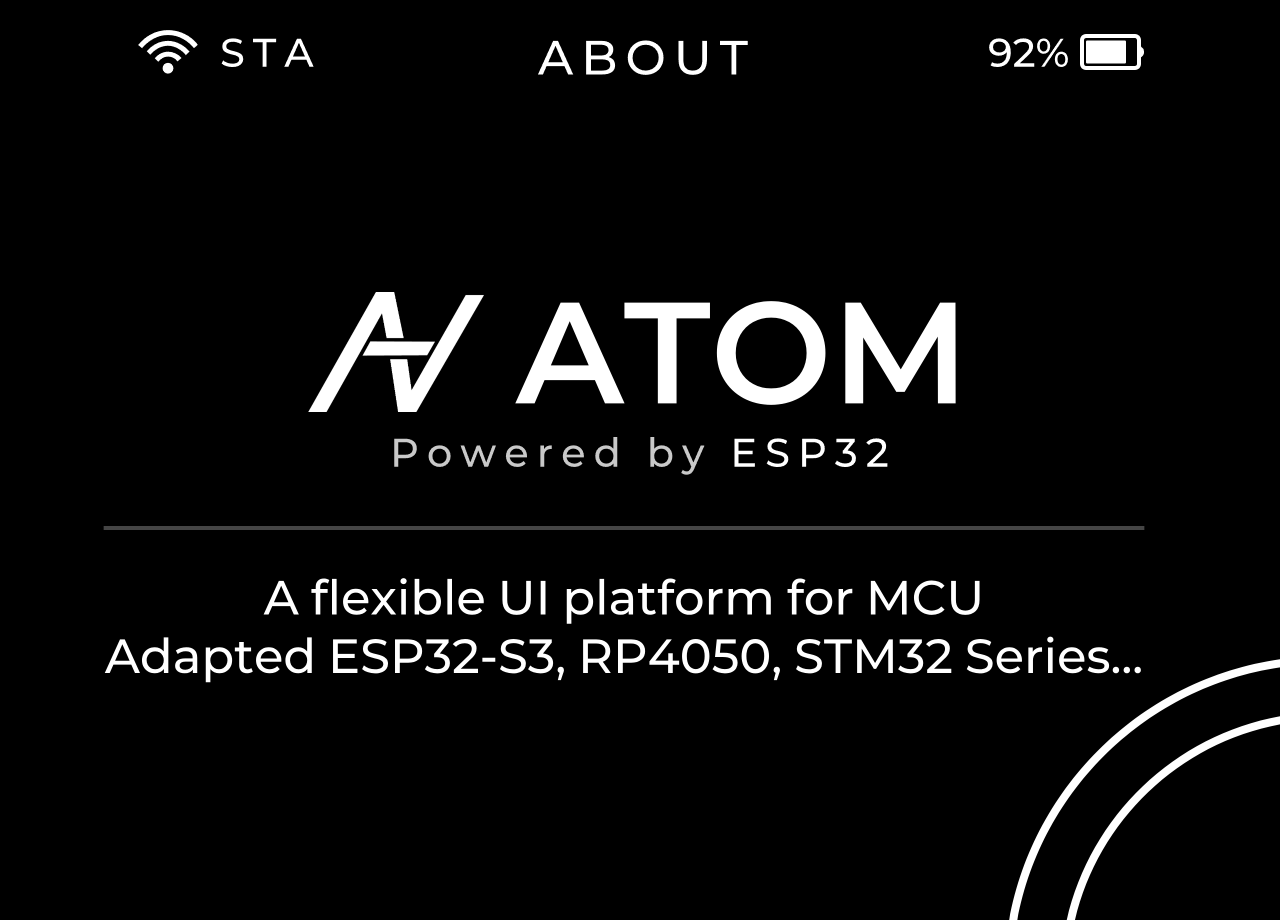 STA ABOUT 92%
ATOM
Powered by ESP32
A flexible UI platform for MCU
Adapted ESP32-S3, RP4050, STM32 Series...